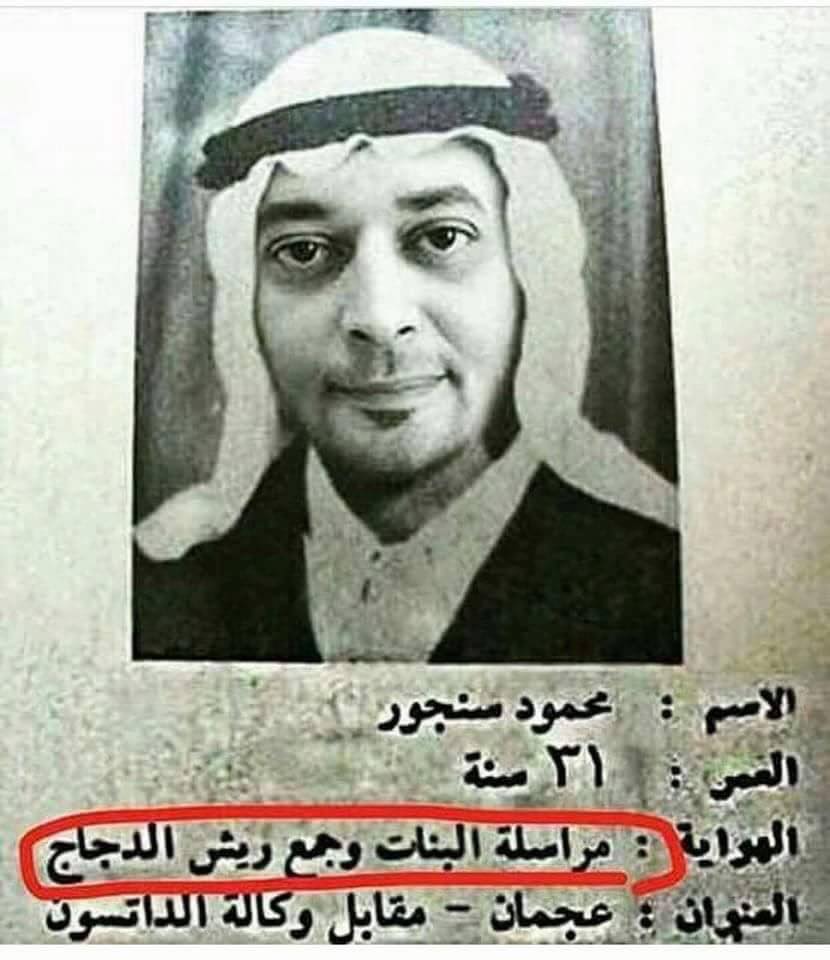 الاسم : محمود سنجور
العمر : ٣١ سنة
الهواية : مراسلة البنات وجمع ريش الدجاج
العنوان : عجمان - مقابل وكالة الداتسون